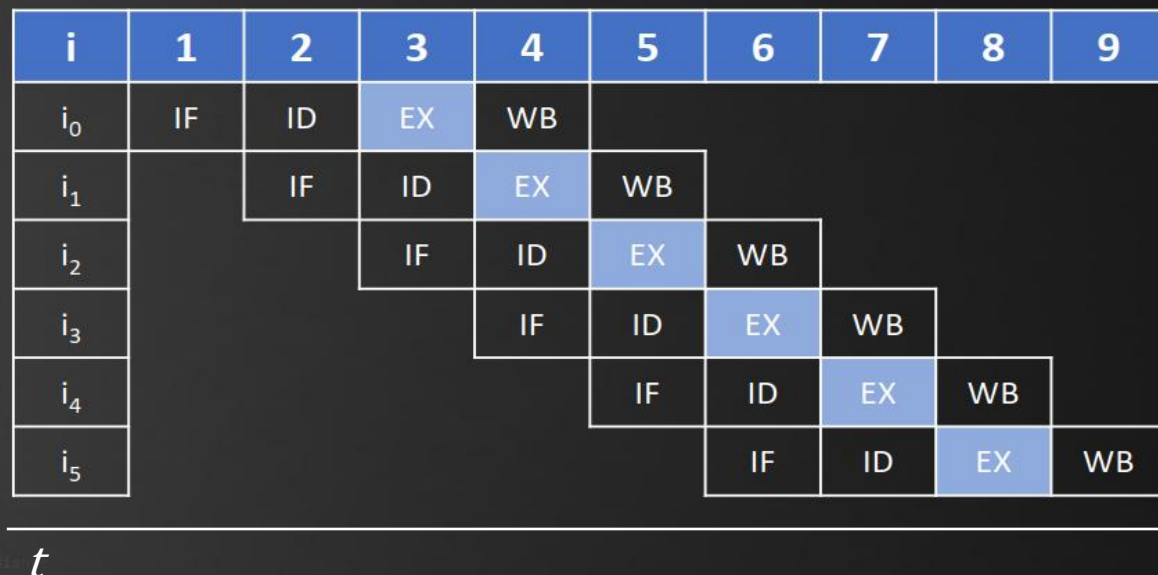 i 1 2 3 4 5 6 7 8 9
i₀ IF ID EX WB
i₁ IF ID EX WB
i₂ IF ID EX WB
i₃ IF ID EX WB
i₄ IF ID EX WB
i₅ IF ID EX WB
t